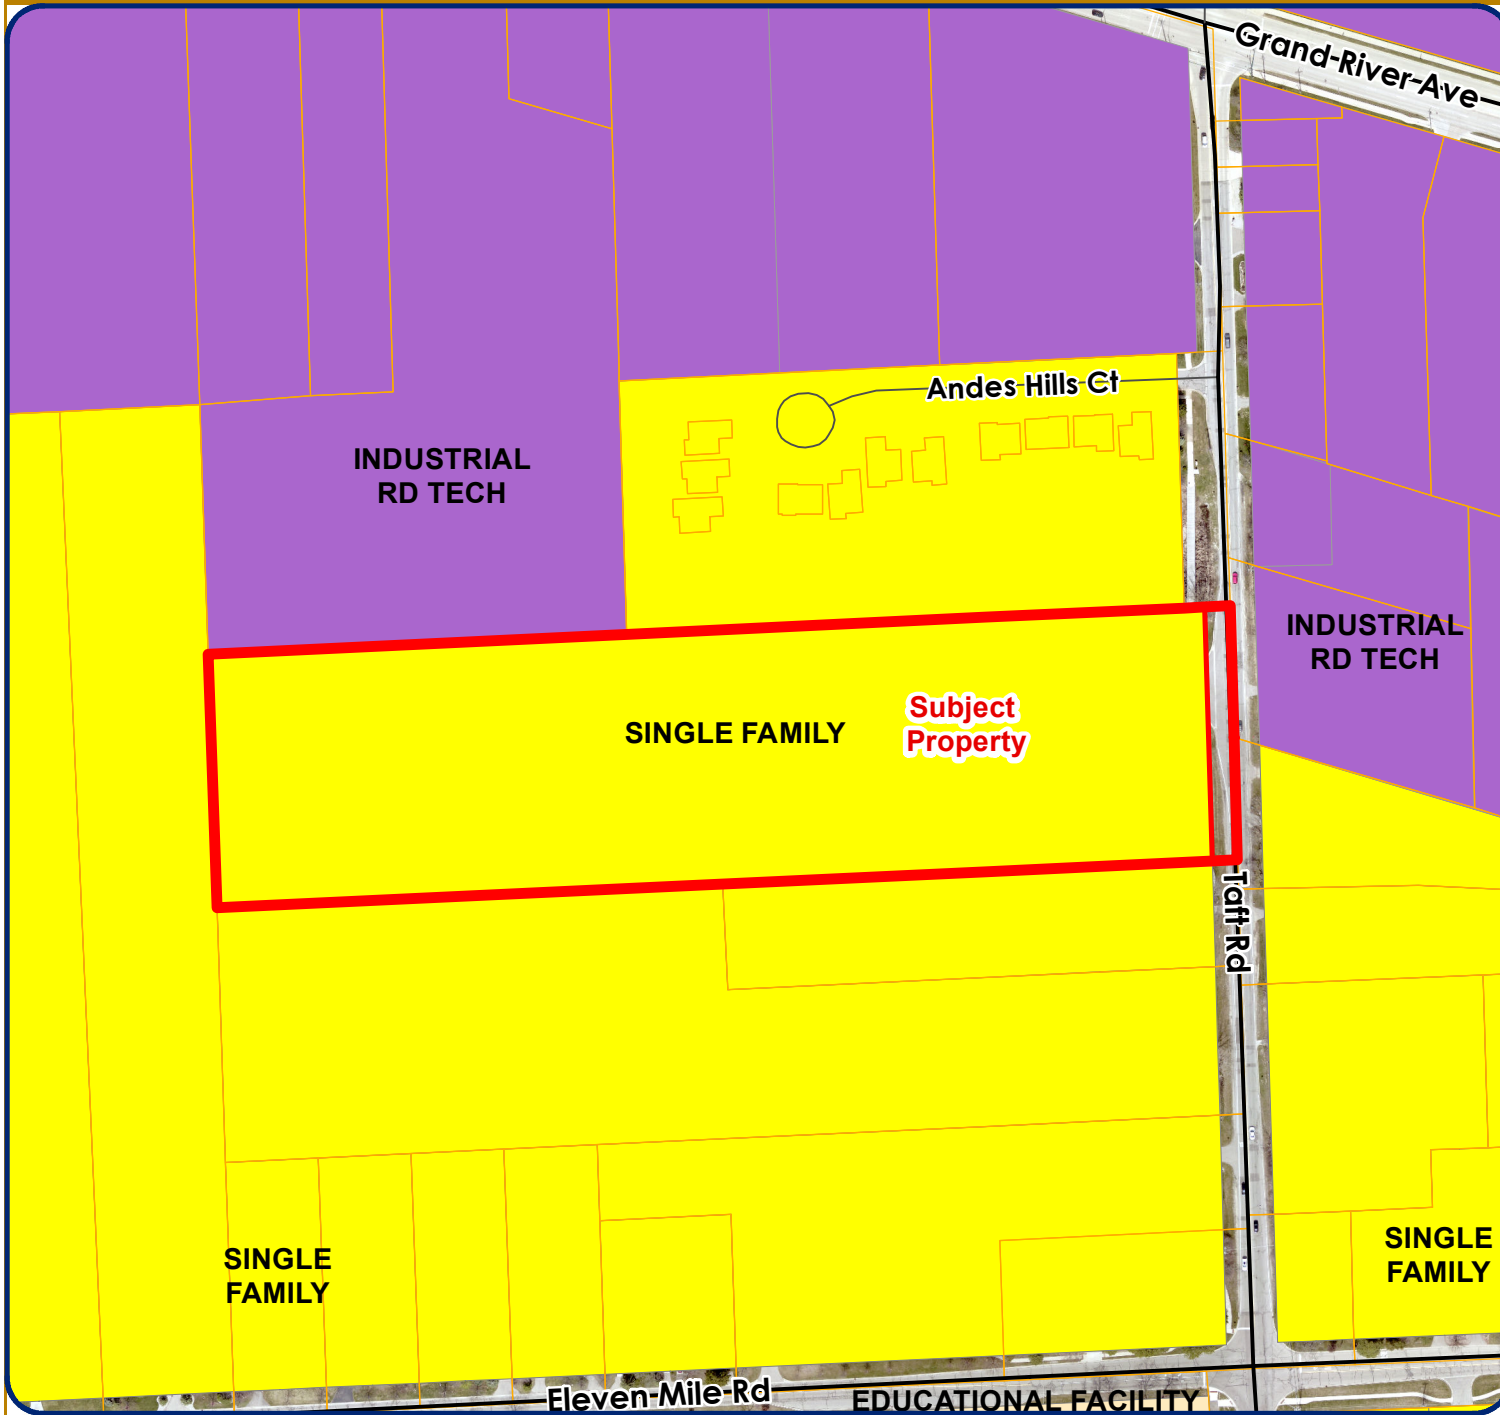 Grand River Ave
Andes Hills Ct
INDUSTRIAL
RD TECH
INDUSTRIAL
RD TECH
SINGLE FAMILY
Subject
Property
Taft Rd
SINGLE
FAMILY
SINGLE
FAMILY
Eleven Mile Rd
EDUCATIONAL FACILITY